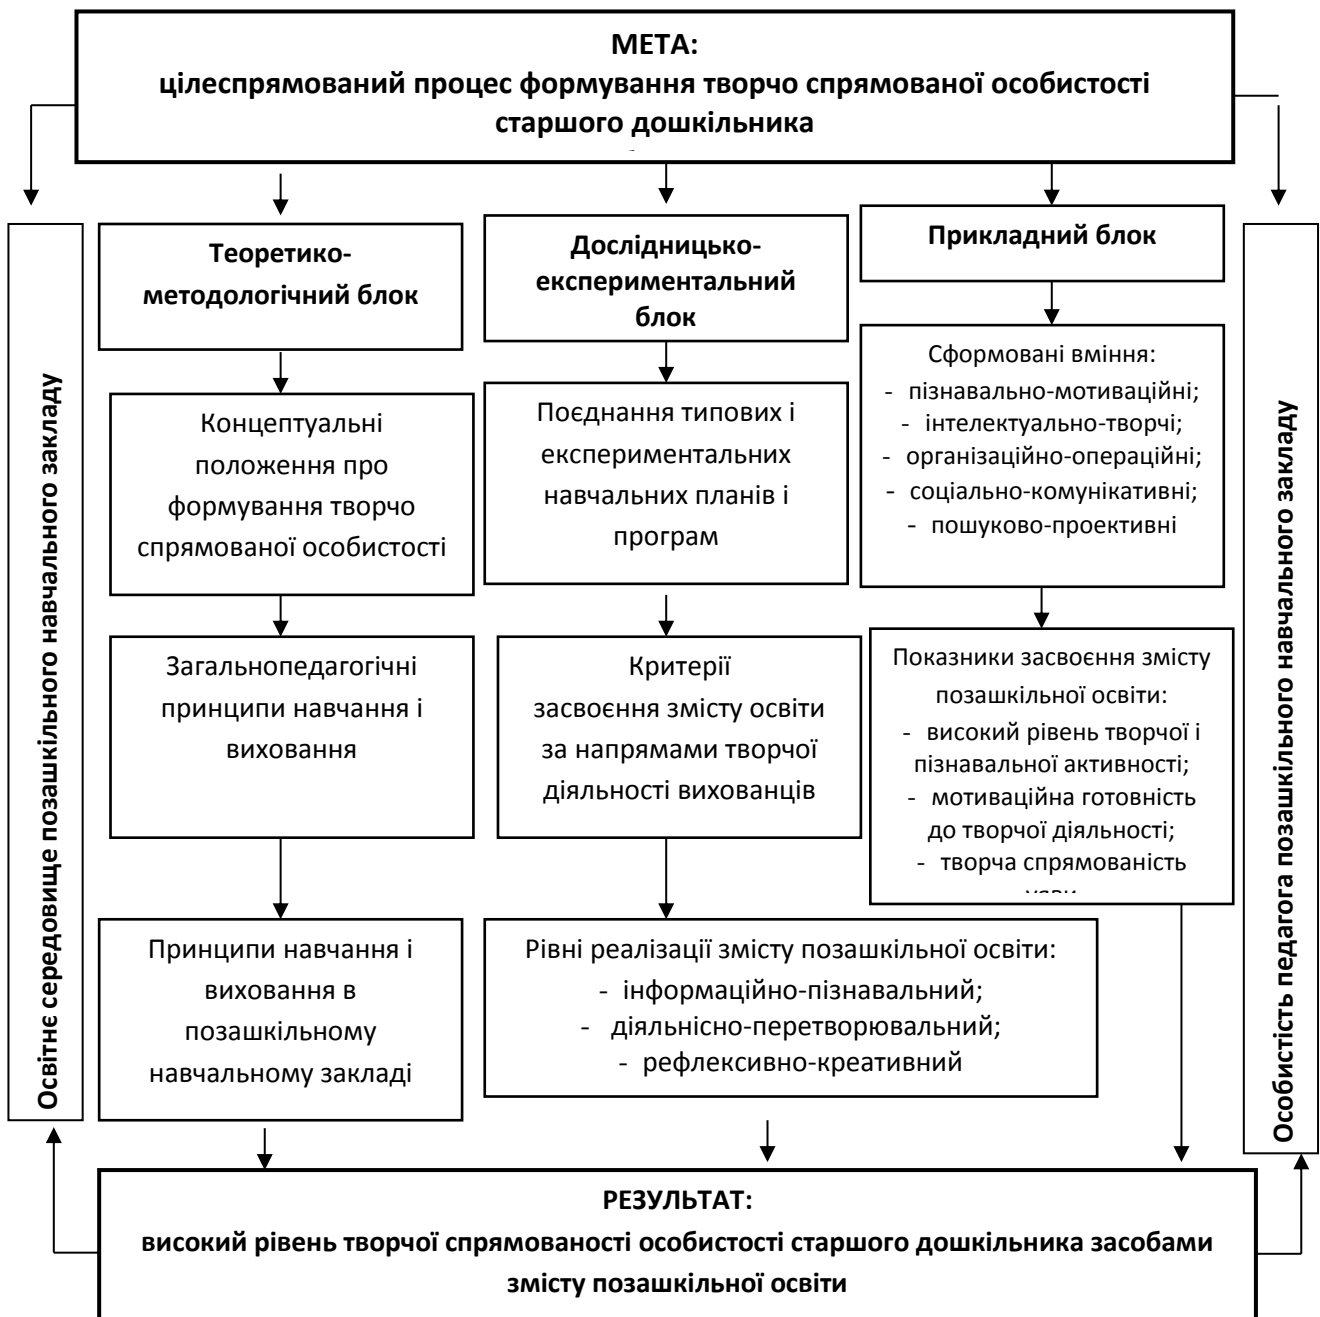 МЕТА:
цілеспрямований процес формування творчо спрямованої особистості
старшого дошкільника
Освітнє середовище позашкільного навчального закладу
Теоретико-
методологічний блок
Концептуальні
положення про
формування творчо
спрямованої особистості
Загальнопедагогічні
принципи навчання і
виховання
Принципи навчання і
виховання в
позашкільному
навчальному закладі
Дослідницько-
експериментальний
блок
Поєднання типових і
експериментальних
навчальних планів і
програм
Критерії
засвоєння змісту освіти
за напрямами творчої
діяльності вихованців
Рівні реалізації змісту позашкільної освіти:
- інформаційно-пізнавальний;
- діяльнісно-перетворювальний;
- рефлексивно-креативний
Прикладний блок
Сформовані вміння:
- пізнавально-мотиваційні;
- інтелектуально-творчі;
- організаційно-операційні;
- соціально-комунікативні;
- пошуково-проективні
Показники засвоєння змісту
позашкільної освіти:
- високий рівень творчої і
пізнавальної активності;
- мотиваційна готовність
до творчої діяльності;
- творча спрямованість
Особистість педагога позашкільного навчального закладу
РЕЗУЛЬТАТ:
високий рівень творчої спрямованості особистості старшого дошкільника засобами
змісту позашкільної освіти